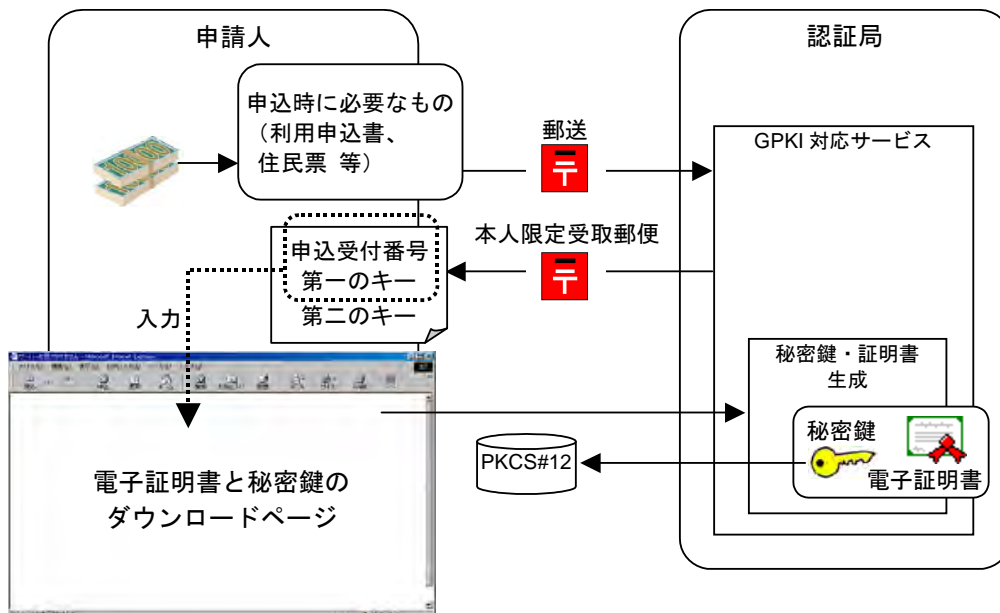 申請人
認証局
申込時に必要なもの
（利用申込書、
住民票 等）
郵送
GPKI 対応サービス
本人限定受取郵便
申込受付番号
第一のキー
第二のキー
入力
秘密鍵・証明書
生成
秘密鍵
電子証明書
PKCS#12
電子証明書と秘密鍵の
ダウンロードページ